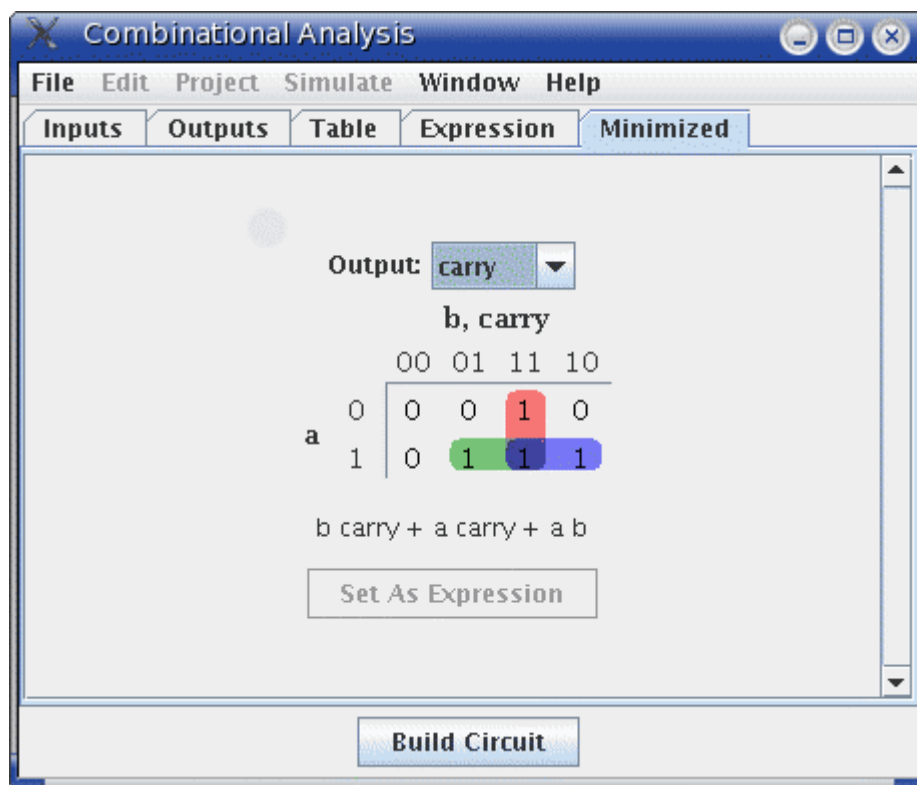 Combinational Analysis
File Edit Project Simulate Window Help
Inputs Outputs Table Expression Minimized
Output: carry
b, carry
00 01 11 10
0 0 0 1 0
a
1 0 1 1 1
b carry + a carry + a b
Set As Expression
Build Circuit